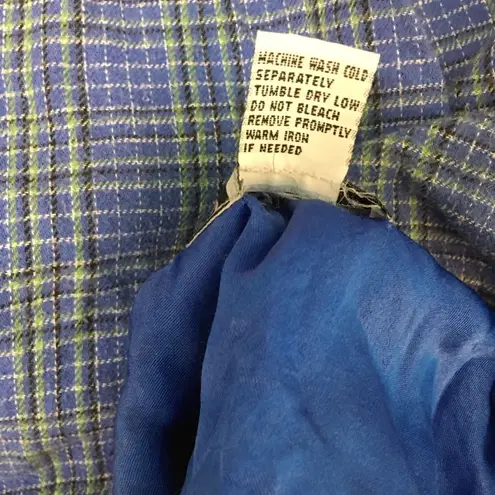 MACHINE WASH COLD
SEPARATELY
TUMBLE DRY LOW
DO NOT BLEACH
REMOVE PROMPTLY
WARM IRON
IF NEEDED